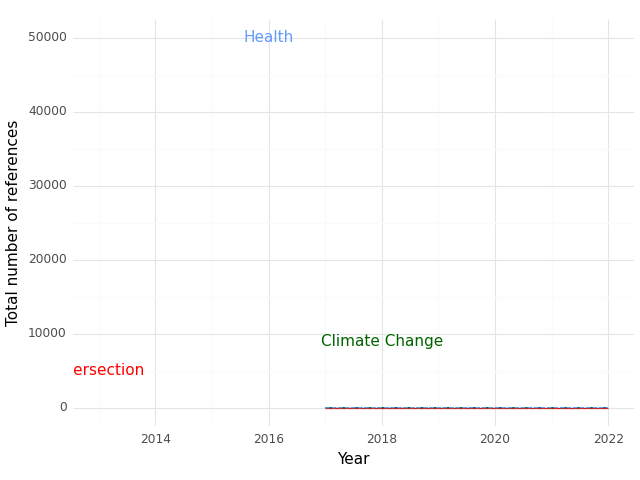 50000
Health
40000
30000
Total number of references
20000
10000
Climate Change
ersection
0
2014
2016
2018
2020
2022
Year